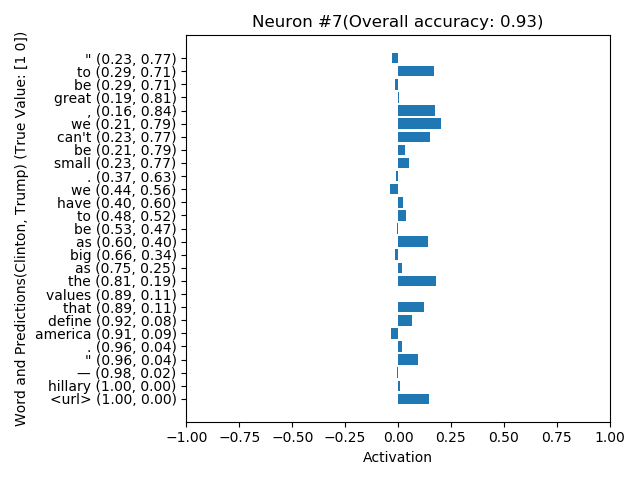 Neuron #7(Overall accuracy: 0.93)
Word and Predictions(Clinton, Trump) (True Value: [1 0])
" (0.23, 0.77)
to (0.29, 0.71)
be (0.29, 0.71)
great (0.19, 0.81)
, (0.16, 0.84)
we (0.21, 0.79)
can't (0.23, 0.77)
be (0.21, 0.79)
small (0.23, 0.77)
. (0.37, 0.63)
we (0.44, 0.56)
have (0.40, 0.60)
to (0.48, 0.52)
be (0.53, 0.47)
as (0.60, 0.40)
big (0.66, 0.34)
as (0.75, 0.25)
the (0.81, 0.19)
values (0.89, 0.11)
that (0.89, 0.11)
define (0.92, 0.08)
america (0.91, 0.09)
. (0.96, 0.04)
" (0.96, 0.04)
— (0.98, 0.02)
hillary (1.00, 0.00)
<url> (1.00, 0.00)
−1.00 −0.75 −0.50 −0.25 0.00 0.25 0.50 0.75 1.00
Activation